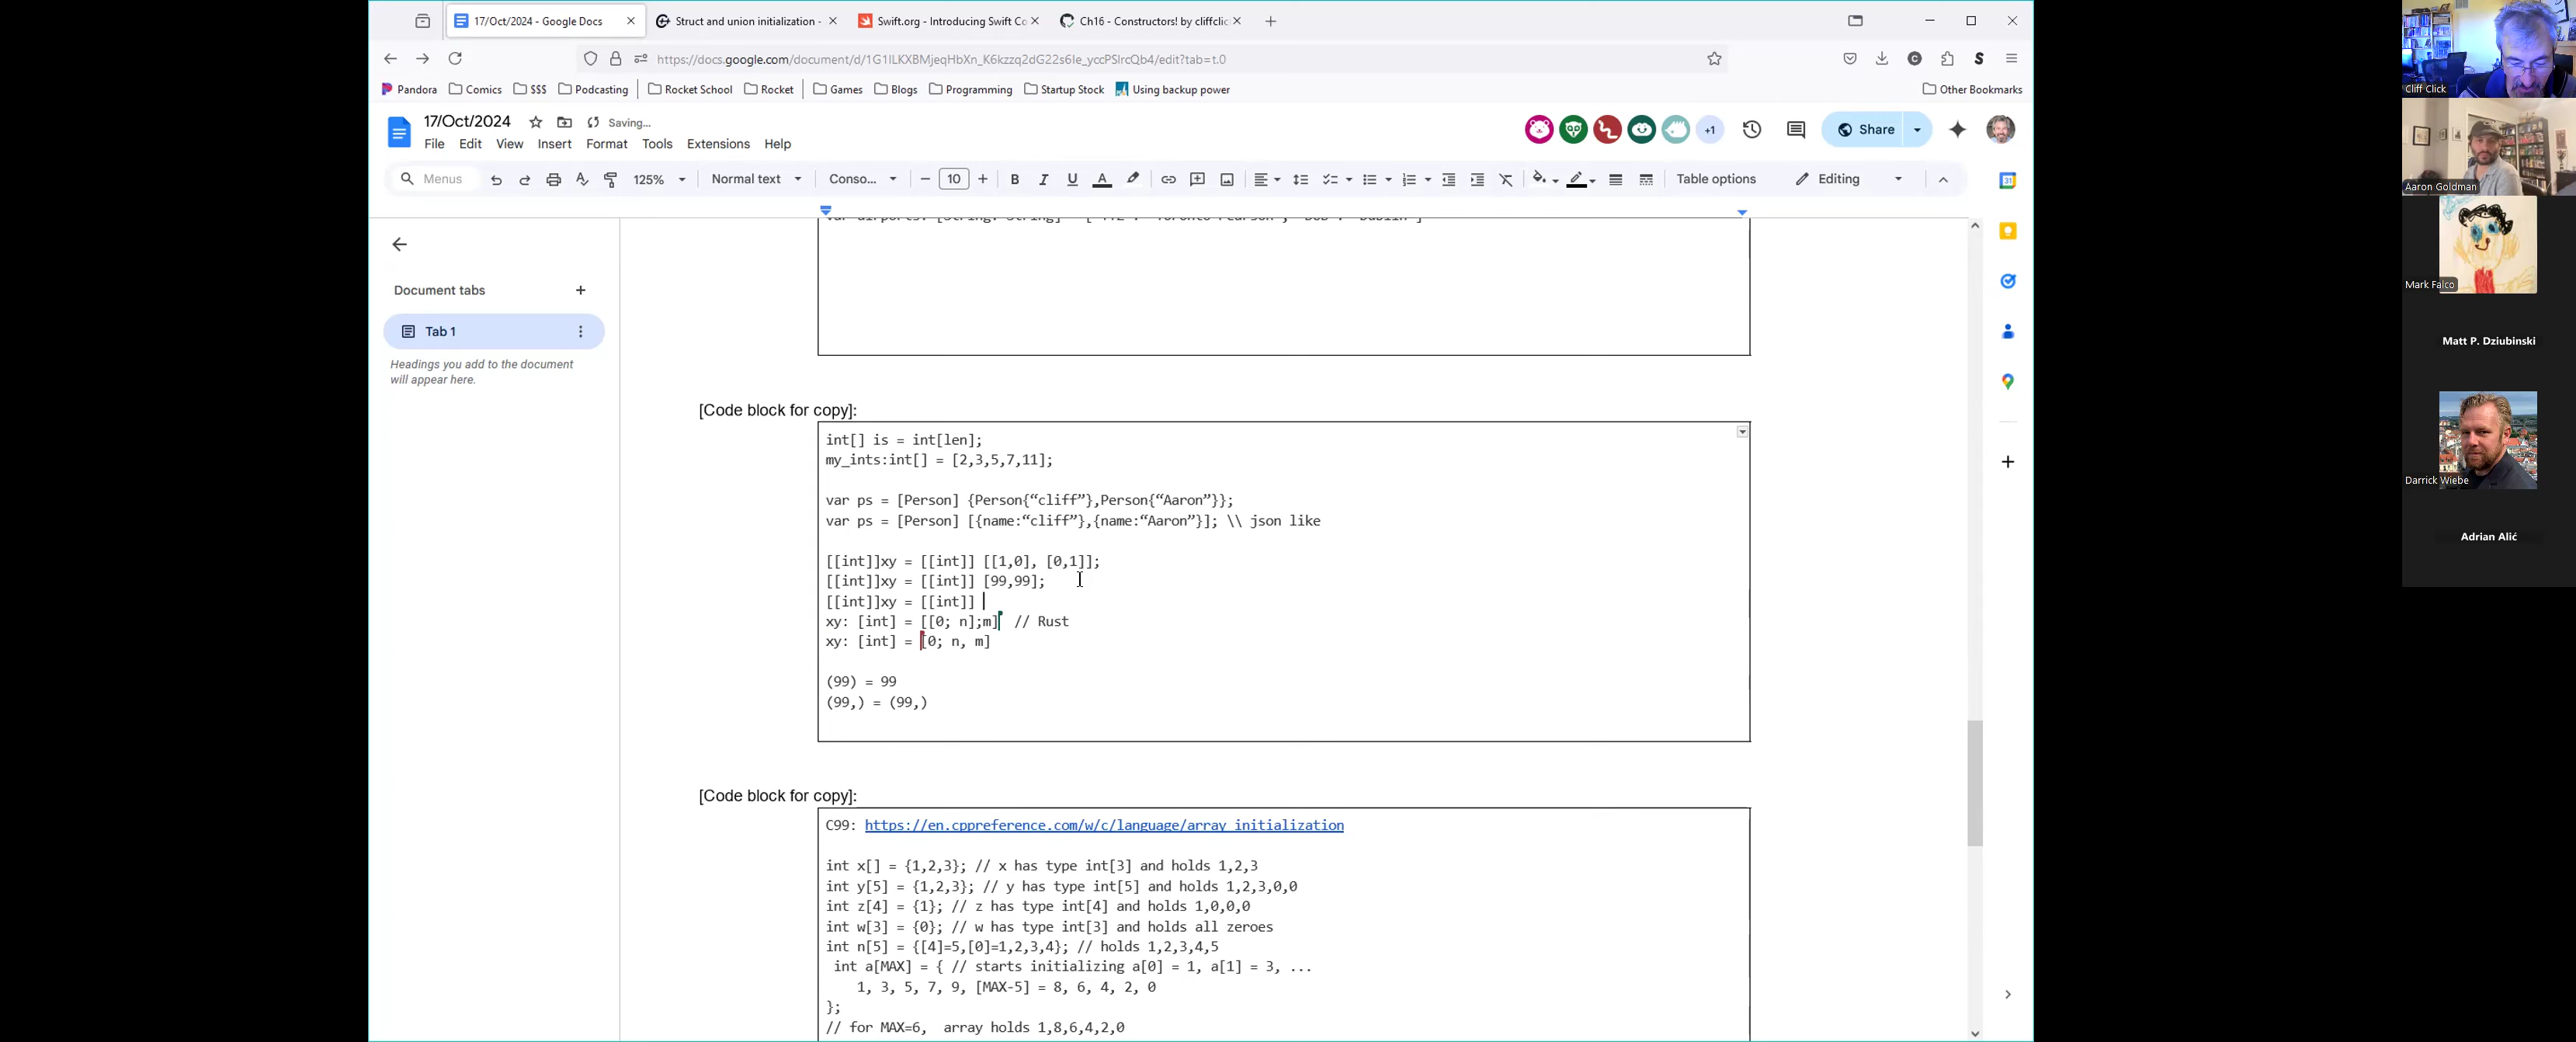 17/Oct/2024 - Google Docs
Struct and union initialization -
Swift.org - Introducing Swift Co
Ch16 - Constructors! by cliffclic
https://docs.google.com/document/d/1G1ILKXBMjeqHbXn_K6kzzq2dG22s6Ie_yccPSlrcQb4/edit?tab=t.0
Pandora Comics $$$ Podcasting Rocket School Rocket Games Blogs Programming Startup Stock Using backup power Other Bookmarks
17/Oct/2024 Saving...
File Edit View Insert Format Tools Extensions Help
+1 Share
Menus 125% Normal text Conso... 10 B I U A Table options Editing
Document tabs
Tab 1
Headings you add to the document
will appear here.
[Code block for copy]:
int[] is = int[len];
my_ints:int[] = [2,3,5,7,11];
var ps = [Person] {Person{“cliff”},Person{“Aaron”}};
var ps = [Person] [{name:“cliff”},{name:“Aaron”}]; \\ json like
[[int]]xy = [[int]] [[1,0], [0,1]];
[[int]]xy = [[int]] [99,99];
[[int]]xy = [[int]]
xy: [int] = [[0; n];m] // Rust
xy: [int] = [0; n, m]
(99) = 99
(99,) = (99,)
[Code block for copy]:
C99: https://en.cppreference.com/w/c/language/array_initialization
int x[] = {1,2,3}; // x has type int[3] and holds 1,2,3
int y[5] = {1,2,3}; // y has type int[5] and holds 1,2,3,0,0
int z[4] = {1}; // z has type int[4] and holds 1,0,0,0
int w[3] = {0}; // w has type int[3] and holds all zeroes
int n[5] = {[4]=5,[0]=1,2,3,4}; // holds 1,2,3,4,5
int a[MAX] = { // starts initializing a[0] = 1, a[1] = 3, ...
1, 3, 5, 7, 9, [MAX-5] = 8, 6, 4, 2, 0
};
// for MAX=6, array holds 1,8,6,4,2,0
Cliff Click
Aaron Goldman
Mark Falco
Matt P. Dziubinski
Darrick Wiebe
Adrian Alić